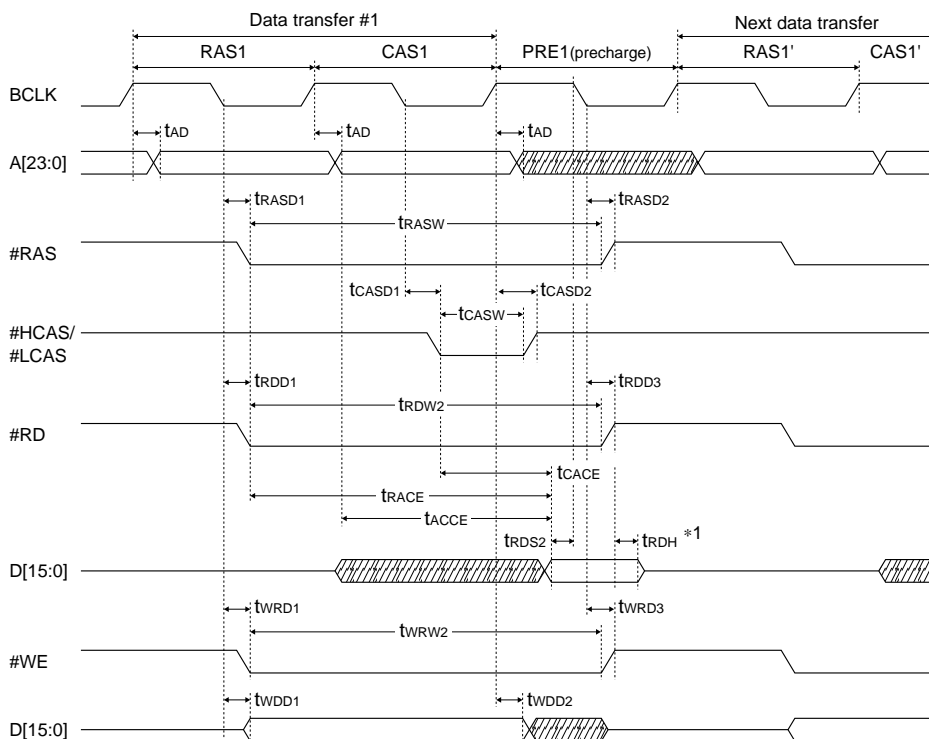 Data transfer #1
Next data transfer
RAS1 CAS1 PRE1(precharge) RAS1' CAS1'
BCLK
tAD tAD tAD
A[23:0]
tRASD1 tRASD2
tRASW
#RAS
tCASD1 tCASD2
tCASW
#HCAS/
#LCAS
tRDD1 tRDD3
tRDW2
#RD
tCACE
tRACE
tACCE
tRDS2 tRDH *1
D[15:0]
tWRD1 tWRD3
tWRW2
#WE
tWDD1 tWDD2
D[15:0]